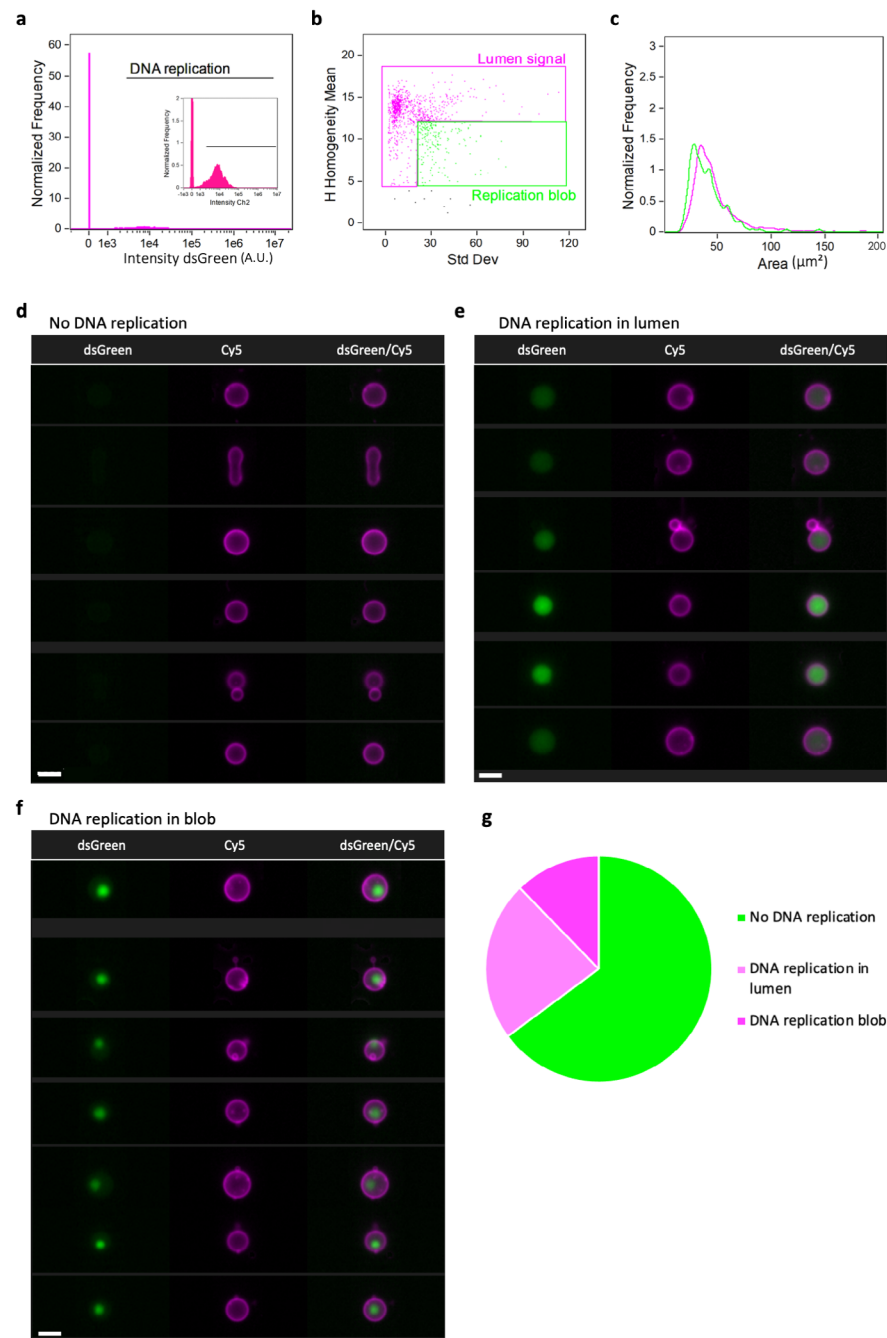 a
60
50
40
30
20
10
0
Normalized Frequency
DNA replication
2
1.5
1
0.5
0
Normalized Frequency
-1e3 0 1e3 1e4 1e5 1e6 1e7
Intensity Ch2
0 1e3 1e4 1e5 1e6 1e7
Intensity dsGreen (A.U.)
b
20
15
10
5
0
H Homogeneity Mean
Lumen signal
Replication blob
0 30 60 90 120
Std Dev
c
3
2.5
2
1.5
1
0.5
0
Normalized Frequency
50 100 150 200
Area (µm²)
d
No DNA replication
dsGreen Cy5 dsGreen/Cy5
e
DNA replication in lumen
dsGreen Cy5 dsGreen/Cy5
f
DNA replication in blob
dsGreen Cy5 dsGreen/Cy5
g
No DNA replication
DNA replication in
lumen
DNA replication blob